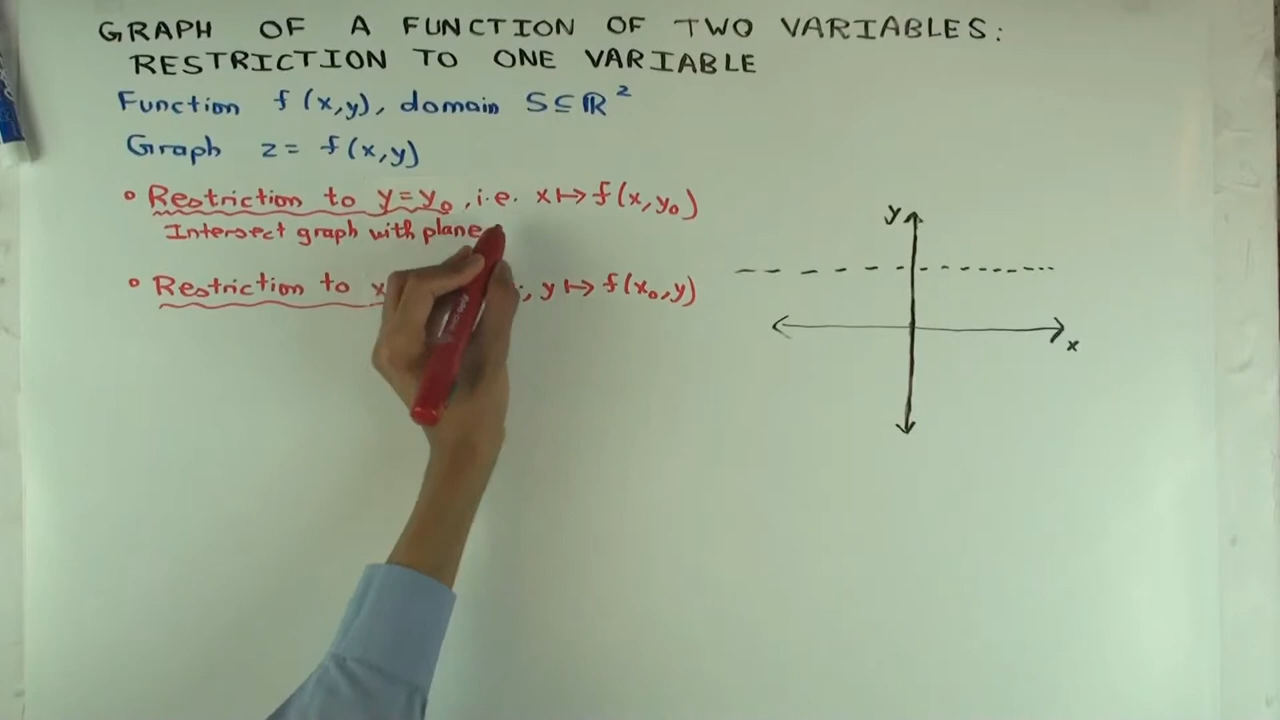 GRAPH OF A FUNCTION OF TWO VARIABLES:
RESTRICTION TO ONE VARIABLE
Function f(x,y), domain S⊆ℝ²
Graph z = f(x,y)
• Restriction to y=y₀, i.e. x↦f(x,y₀)
Intersect graph with plane
• Restriction to x , y↦f(x₀,y)
y
x